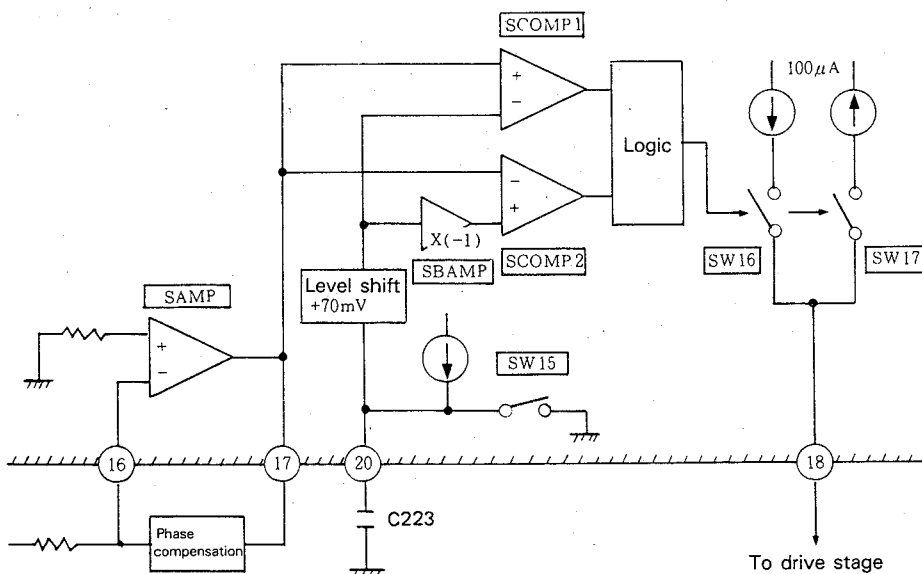 SCOMP1
100μA
+
−
Logic
−
+
X(-1)
SBAMP
SCOMP2
SW16
SW17
Level shift
+70mV
SAMP
+
−
SW15
16
17
20
18
C223
Phase
compensation
To drive stage